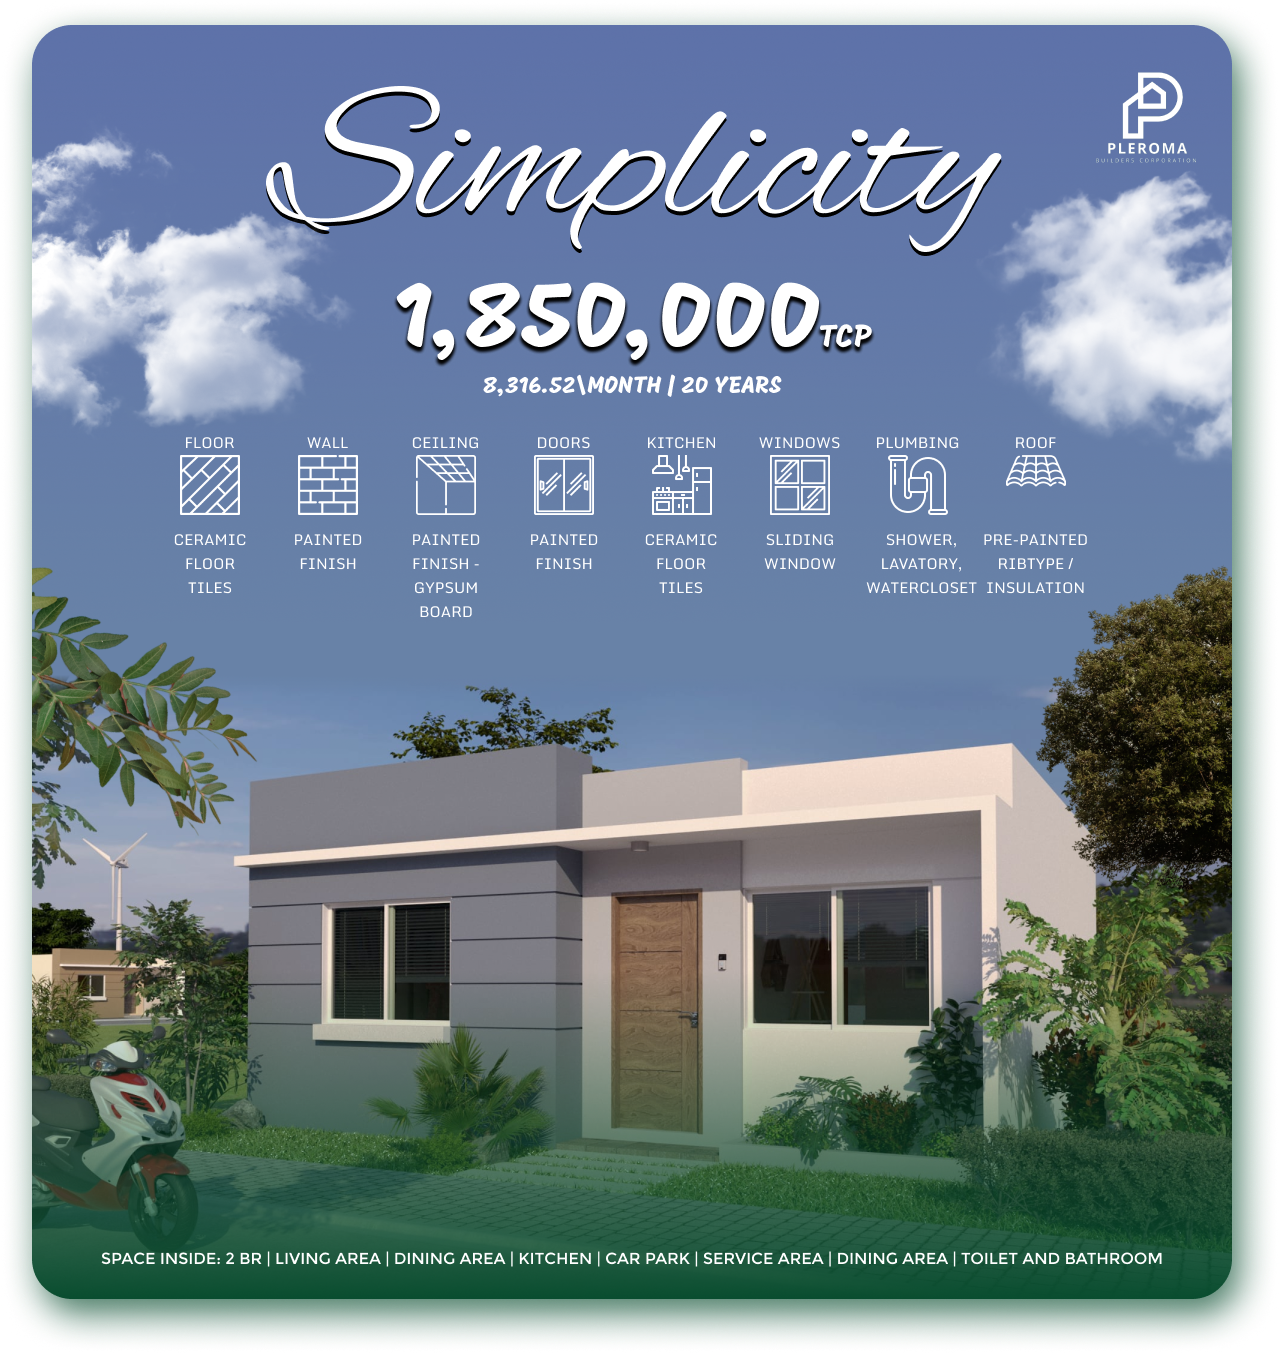 Simplicity
PLEROMA
BUILDERS CORPORATION
1,850,000 TCP
8,316.52\MONTH | 20 YEARS
FLOOR
CERAMIC
FLOOR
TILES
WALL
PAINTED
FINISH
CEILING
PAINTED
FINISH -
GYPSUM
BOARD
DOORS
PAINTED
FINISH
KITCHEN
CERAMIC
FLOOR
TILES
WINDOWS
SLIDING
WINDOW
PLUMBING
SHOWER,
LAVATORY,
WATERCLOSET
ROOF
PRE-PAINTED
RIBTYPE /
INSULATION
SPACE INSIDE: 2 BR | LIVING AREA | DINING AREA | KITCHEN | CAR PARK | SERVICE AREA | DINING AREA | TOILET AND BATHROOM